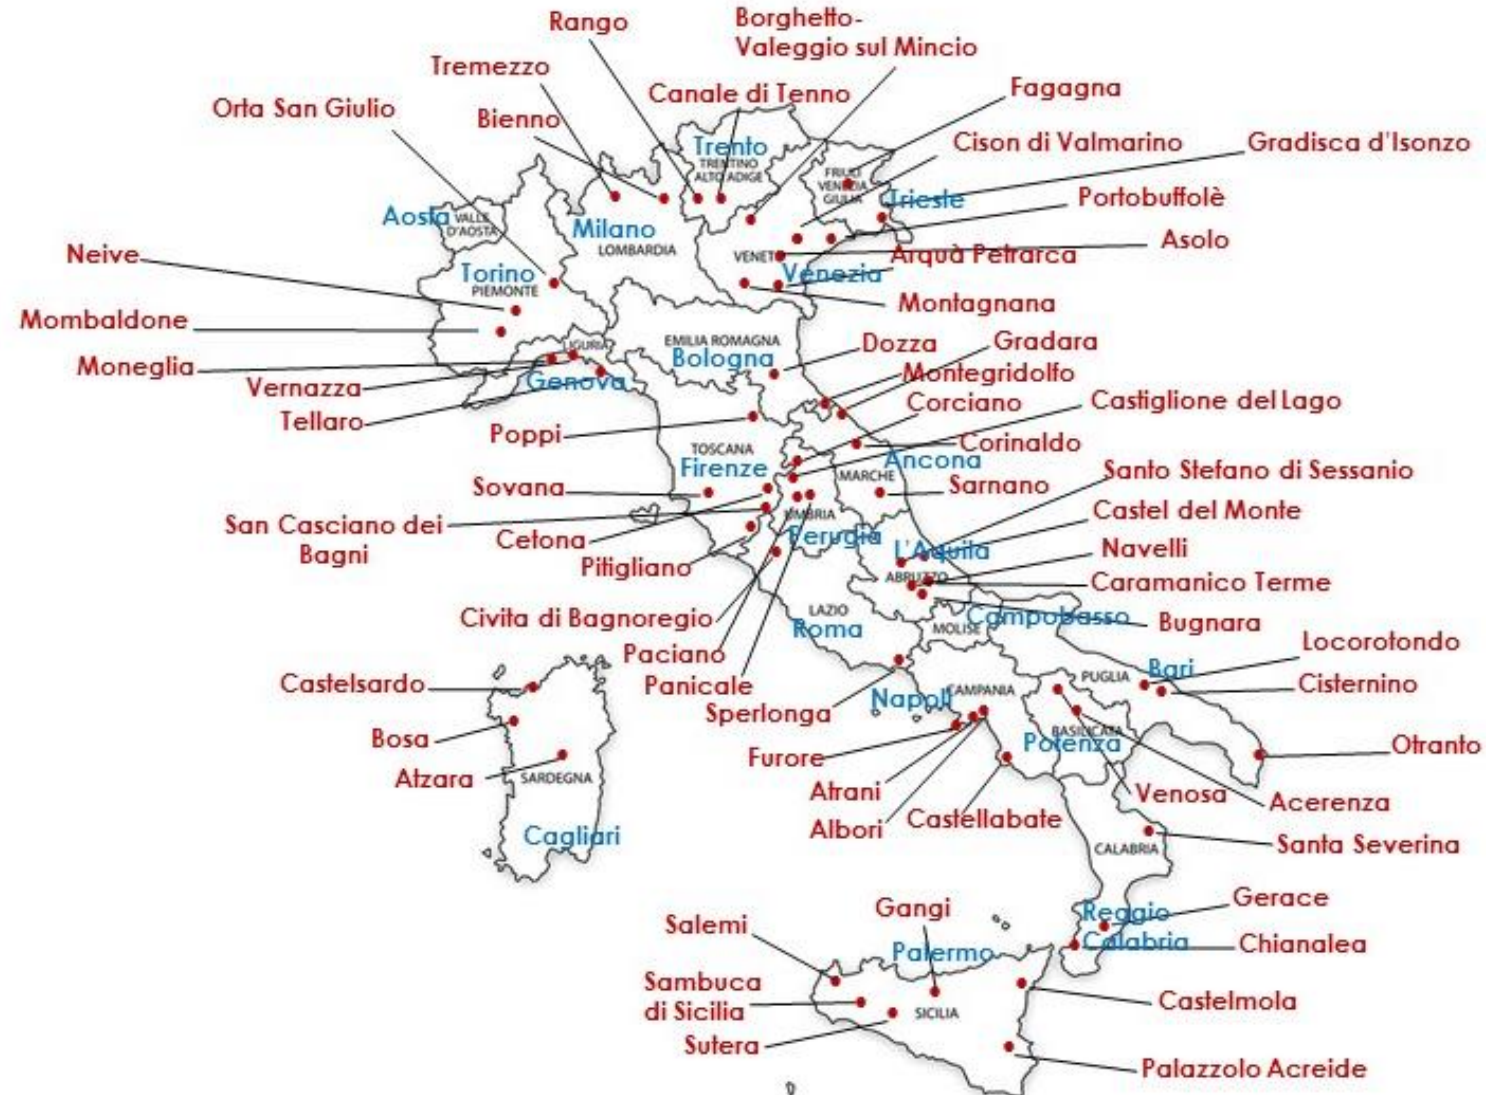 Rango
Borghetto-
Valeggio sul Mincio
Tremezzo
Canale di Tenno
Fagagna
Orta San Giulio
Bienno
Cison di Valmarino
Gradisca d'Isonzo
Trento
TRENTINO
ALTO ADIGE
FRIULI
VENEZIA
GIULIA
Trieste
Portobuffolè
Aosta
VALLE
D'AOSTA
Milano
LOMBARDIA
Asolo
Neive
VENETO
Arquà Petrarca
Torino
PIEMONTE
Venezia
Montagnana
Mombaldone
EMILIA ROMAGNA
Bologna
Dozza
Gradara
LIGURIA
Moneglia
Vernazza
Genova
Montegridolfo
Tellaro
Corciano
Castiglione del Lago
Poppi
TOSCANA
Firenze
Corinaldo
Ancona
MARCHE
Santo Stefano di Sessanio
Sovana
Sarnano
San Casciano dei
Bagni
Cetona
UMBRIA
Perugia
Castel del Monte
L'Aquila
Navelli
Pitigliano
ABRUZZO
Caramanico Terme
Civita di Bagnoregio
LAZIO
Roma
Campobasso
MOLISE
Bugnara
Paciano
Locorotondo
Castelsardo
Panicale
PUGLIA
Bari
Cisternino
Sperlonga
Napoli
CAMPANIA
Bosa
BASILICATA
Potenza
Otranto
Furore
Atzara
SARDEGNA
Atrani
Venosa
Acerenza
Albori
Castellabate
Cagliari
CALABRIA
Santa Severina
Gerace
Salemi
Gangi
Reggio
Calabria
Chianalea
Palermo
Sambuca
di Sicilia
SICILIA
Castelmola
Sutera
Palazzolo Acreide